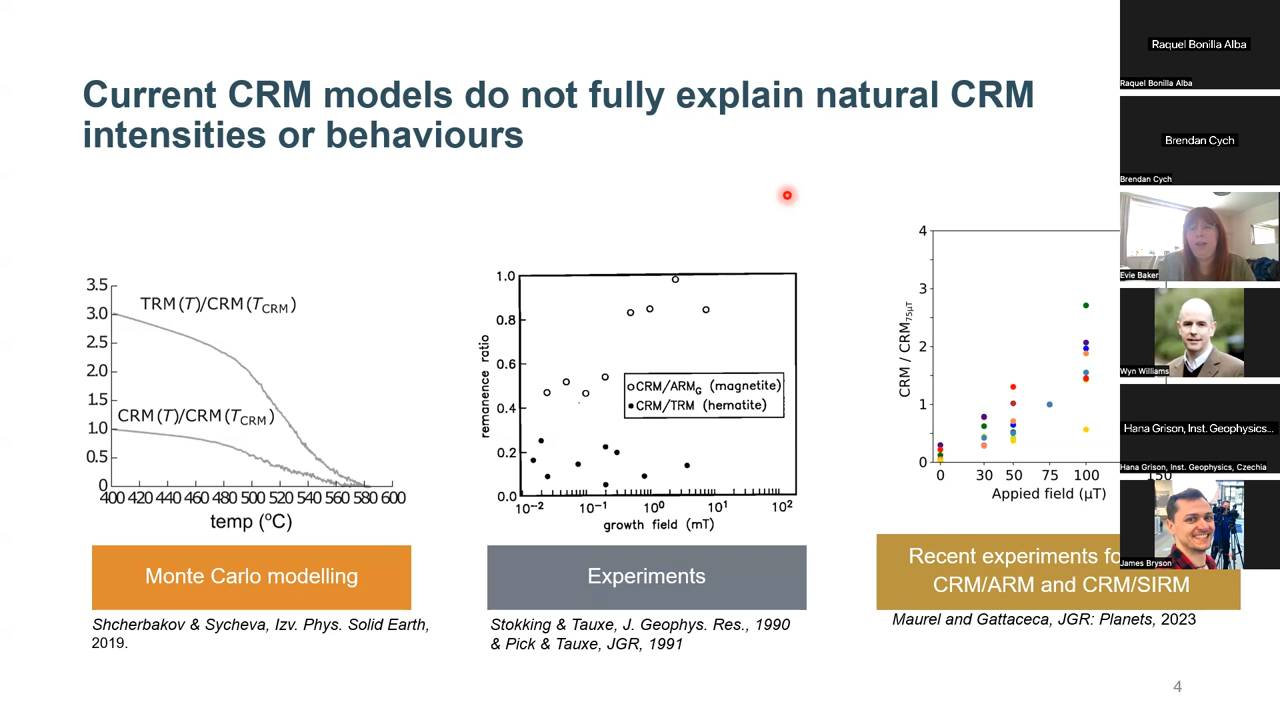 Current CRM models do not fully explain natural CRM
intensities or behaviours
3.5
3.0
2.5
2.0
1.5
1.0
0.5
0
TRM(T)/CRM(TCRM)
CRM(T)/CRM(TCRM)
400 420 440 460 480 500 520 540 560 580 600
temp (ºC)
Monte Carlo modelling
Shcherbakov & Sycheva, Izv. Phys. Solid Earth,
2019.
remanence ratio
1.0
0.8
0.6
0.4
0.2
0.0
CRM/ARMG (magnetite)
CRM/TRM (hematite)
10−2 10−1 100 101 102
growth field (mT)
Experiments
Stokking & Tauxe, J. Geophys. Res., 1990
& Pick & Tauxe, JGR, 1991
CRM / CRM75μT
4
3
2
1
0
0 30 50 75 100 150
Appied field (μT)
Recent experiments fo
CRM/ARM and CRM/SIRM
Maurel and Gattaceca, JGR: Planets, 2023
4
Raquel Bonilla Alba
Raquel Bonilla Alba
Brendan Cych
Brendan Cych
Evie Baker
Wyn Williams
Hana Grison, Inst. Geophysics...
Hana Grison, Inst. Geophysics, Czechia
James Bryson